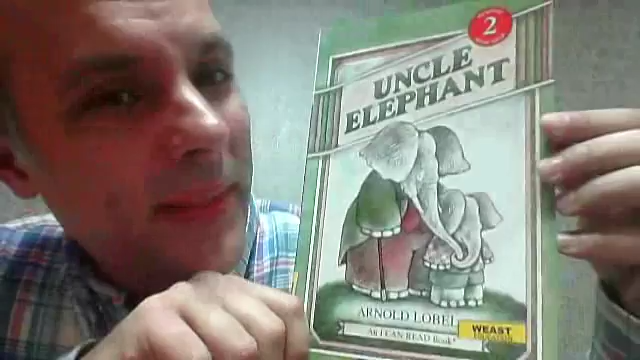 2
UNCLE
ELEPHANT
ARNOLD LOBEL
An I CAN READ Book
WEAST